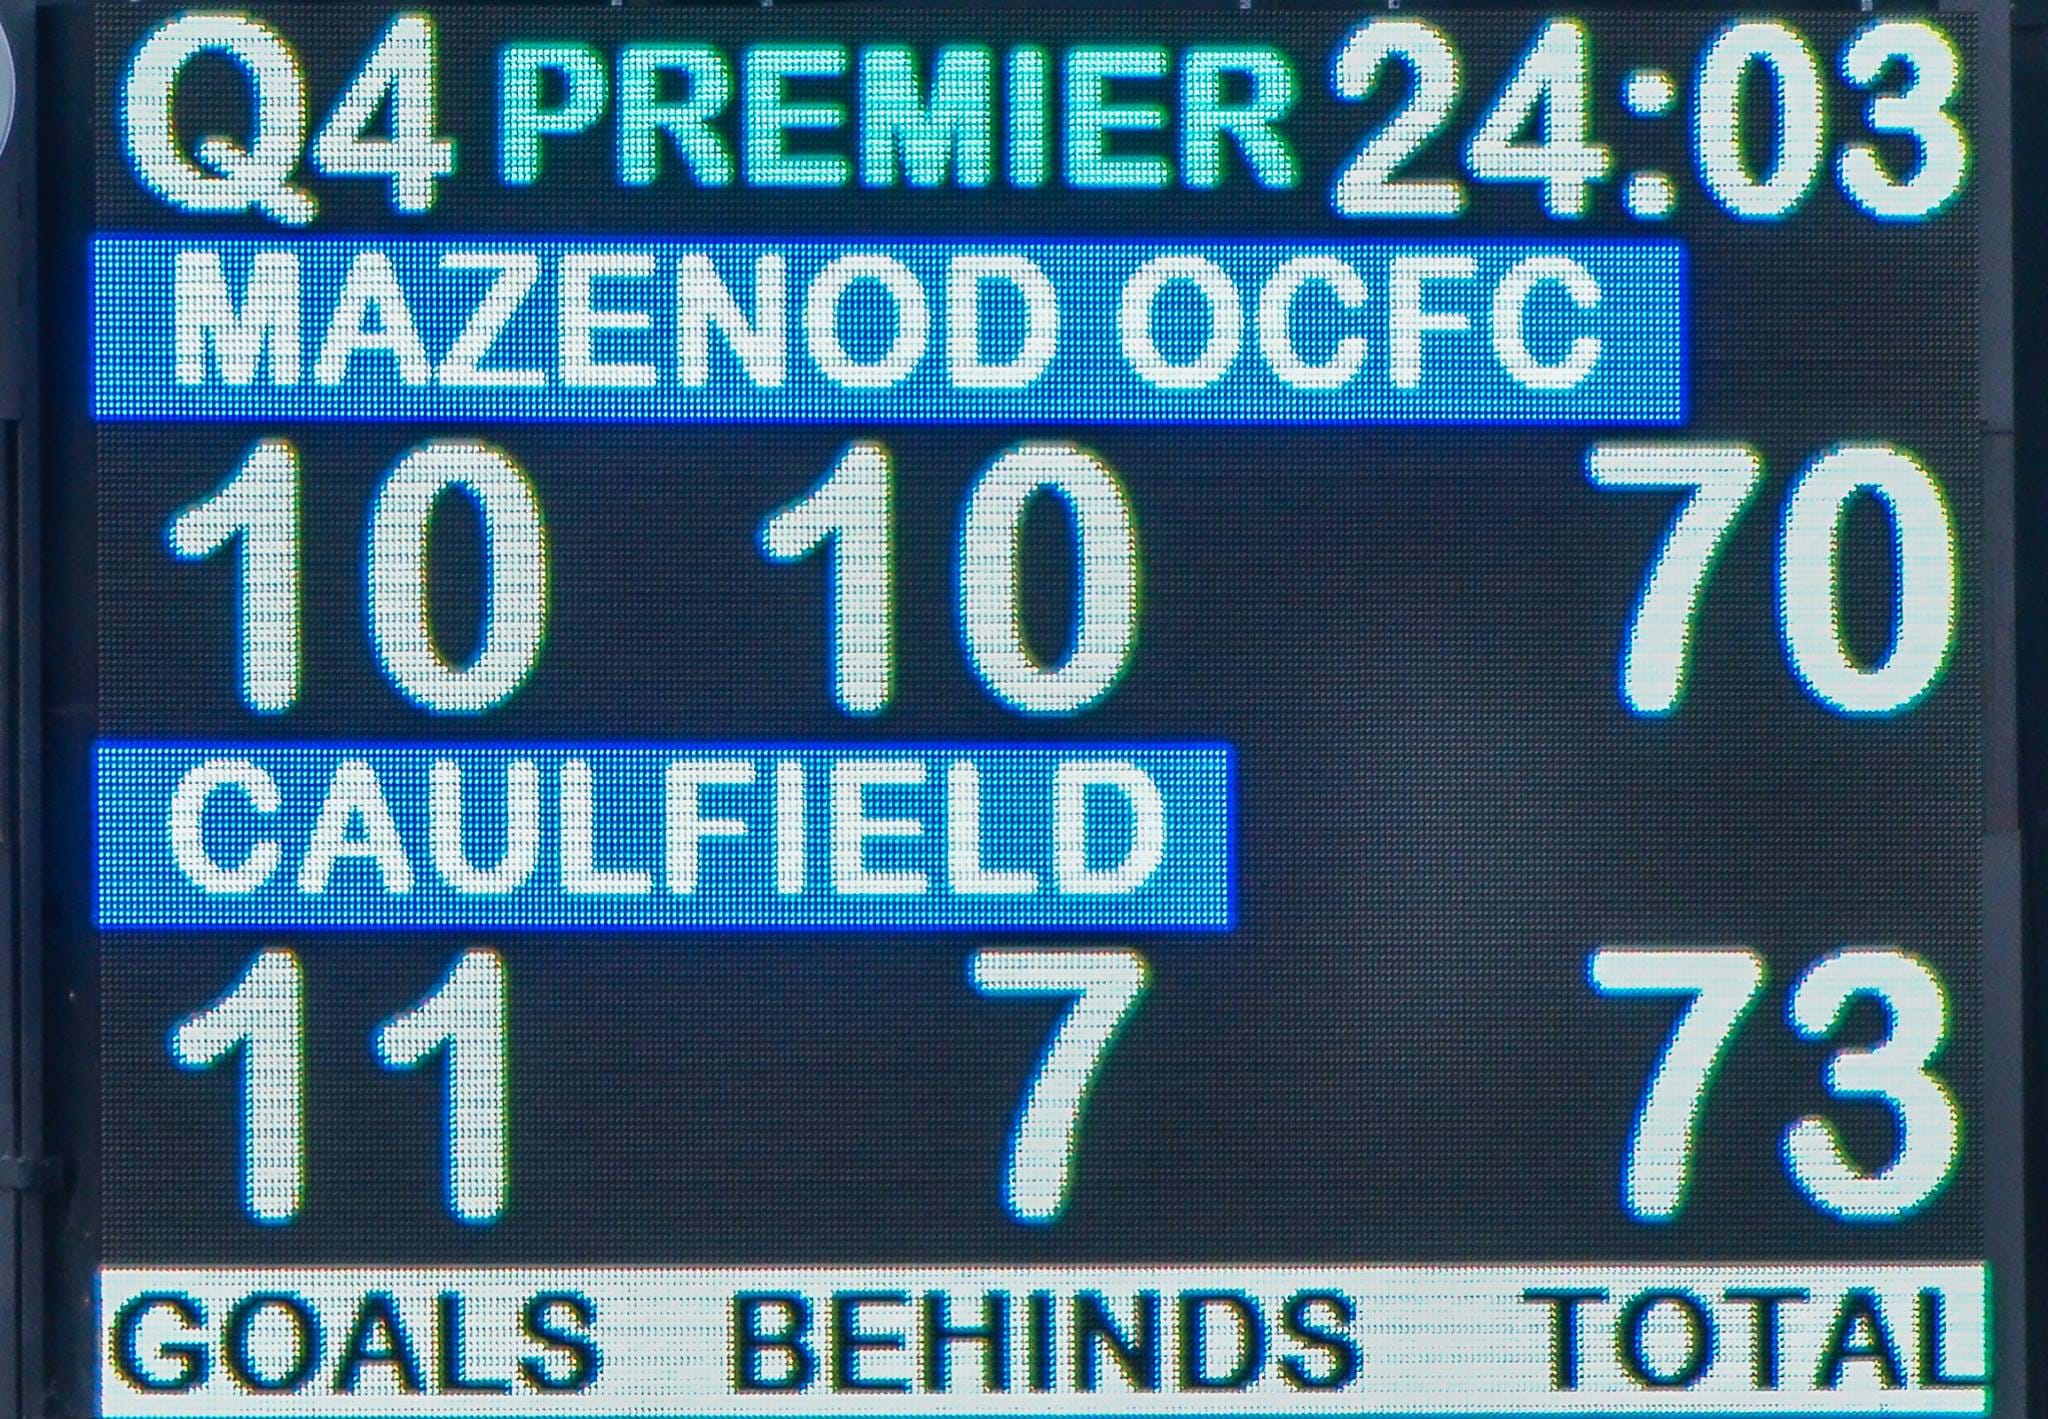 Q4 PREMIER 24:03
MAZENOD OCFC
10 10 70
CAULFIELD
11 7 73
GOALS BEHINDS TOTAL